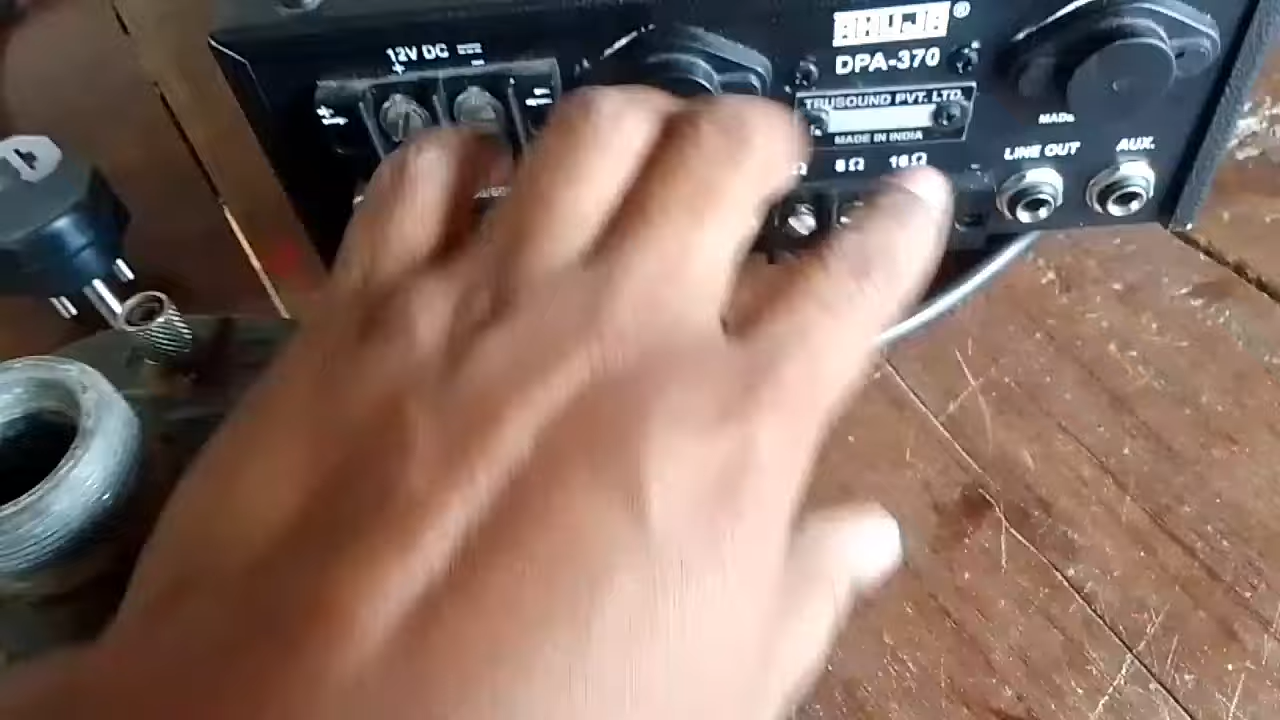 12V DC
+ -
AHUJA®
DPA-370
TRUSOUND PVT. LTD.
MADE IN INDIA
8Ω 16Ω
LINE OUT
AUX.